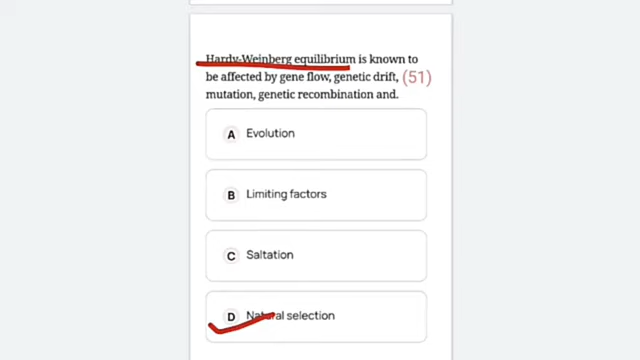 Hardy-Weinberg equilibrium is known to
be affected by gene flow, genetic drift, (51)
mutation, genetic recombination and.
A Evolution
B Limiting factors
C Saltation
D Natural selection